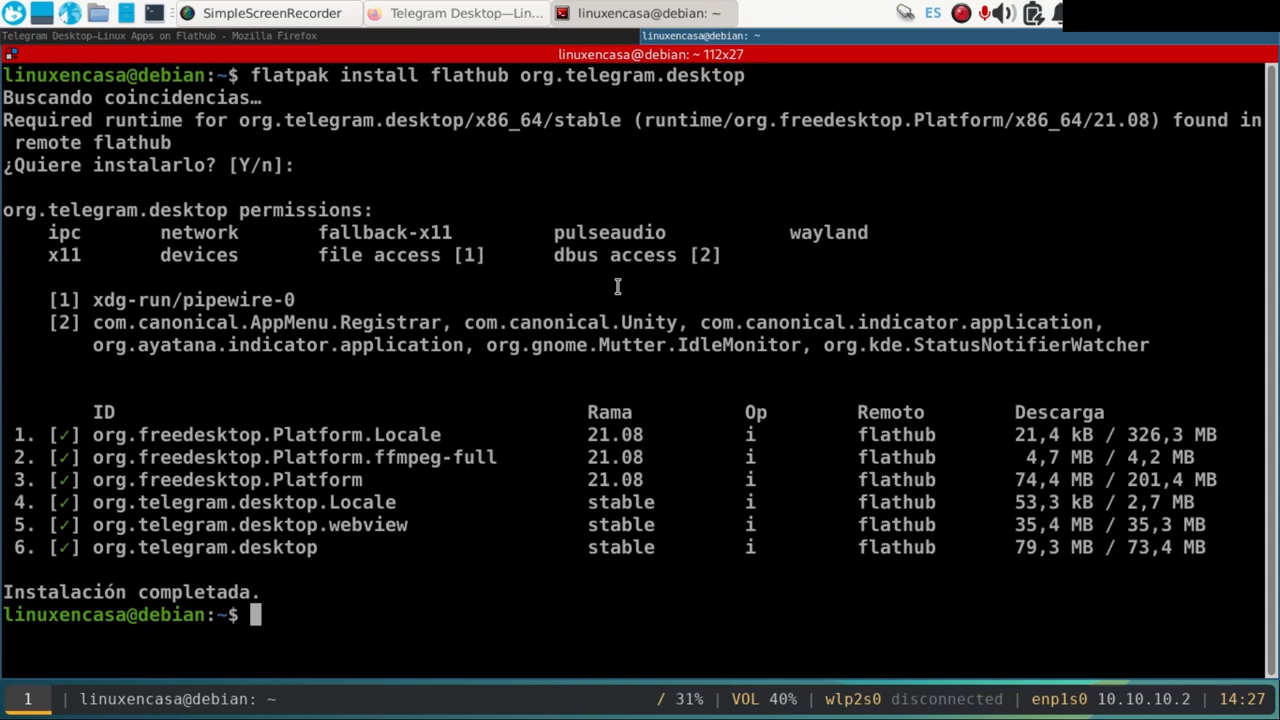 SimpleScreenRecorder
Telegram Desktop—Lin...
linuxencasa@debian: ~
ES
Telegram Desktop—Linux Apps on Flathub - Mozilla Firefox
linuxencasa@debian: ~
linuxencasa@debian: ~ 112x27
linuxencasa@debian:~$ flatpak install flathub org.telegram.desktop
Buscando coincidencias…
Required runtime for org.telegram.desktop/x86_64/stable (runtime/org.freedesktop.Platform/x86_64/21.08) found in
remote flathub
¿Quiere instalarlo? [Y/n]:
org.telegram.desktop permissions:
ipc network fallback-x11 pulseaudio wayland
x11 devices file access [1] dbus access [2]
[1] xdg-run/pipewire-0
[2] com.canonical.AppMenu.Registrar, com.canonical.Unity, com.canonical.indicator.application,
org.ayatana.indicator.application, org.gnome.Mutter.IdleMonitor, org.kde.StatusNotifierWatcher
ID Rama Op Remoto Descarga
1. [✓] org.freedesktop.Platform.Locale 21.08 i flathub 21,4 kB / 326,3 MB
2. [✓] org.freedesktop.Platform.ffmpeg-full 21.08 i flathub 4,7 MB / 4,2 MB
3. [✓] org.freedesktop.Platform 21.08 i flathub 74,4 MB / 201,4 MB
4. [✓] org.telegram.desktop.Locale stable i flathub 53,3 kB / 2,7 MB
5. [✓] org.telegram.desktop.webview stable i flathub 35,4 MB / 35,3 MB
6. [✓] org.telegram.desktop stable i flathub 79,3 MB / 73,4 MB
Instalación completada.
linuxencasa@debian:~$
1 | linuxencasa@debian: ~ / 31% | VOL 40% | wlp2s0 disconnected | enp1s0 10.10.10.2 | 14:27